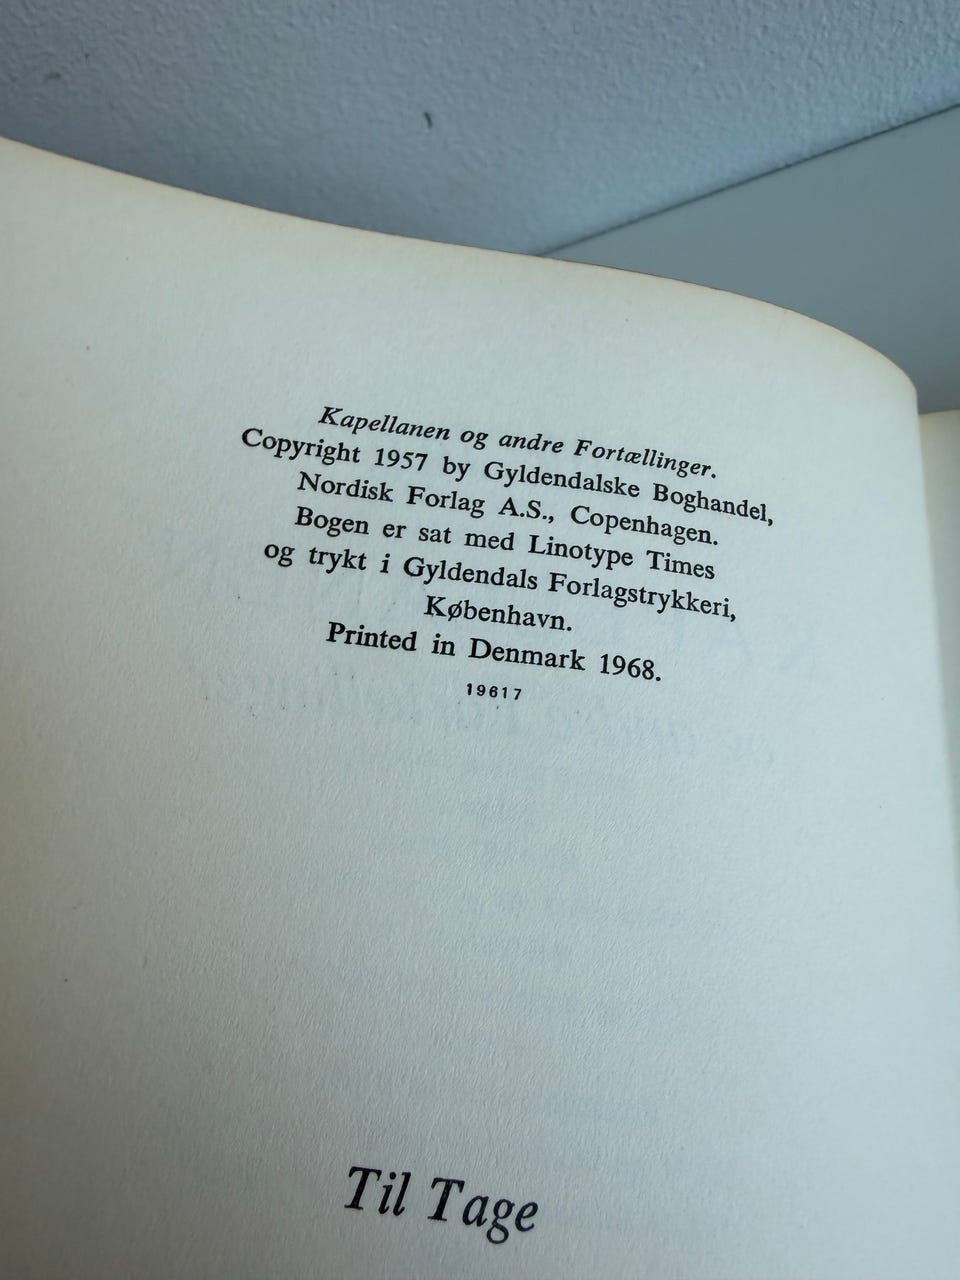 Kapellanen og andre Fortællinger.
Copyright 1957 by Gyldendalske Boghandel,
Nordisk Forlag A.S., Copenhagen.
Bogen er sat med Linotype Times
og trykt i Gyldendals Forlagstrykkeri,
København.
Printed in Denmark 1968.
19617
Til Tage